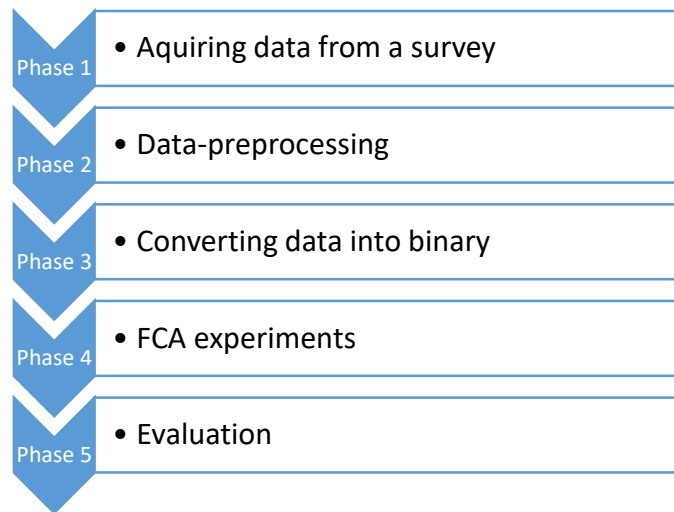 Phase 1
• Aquiring data from a survey
Phase 2
• Data-preprocessing
Phase 3
• Converting data into binary
Phase 4
• FCA experiments
Phase 5
• Evaluation